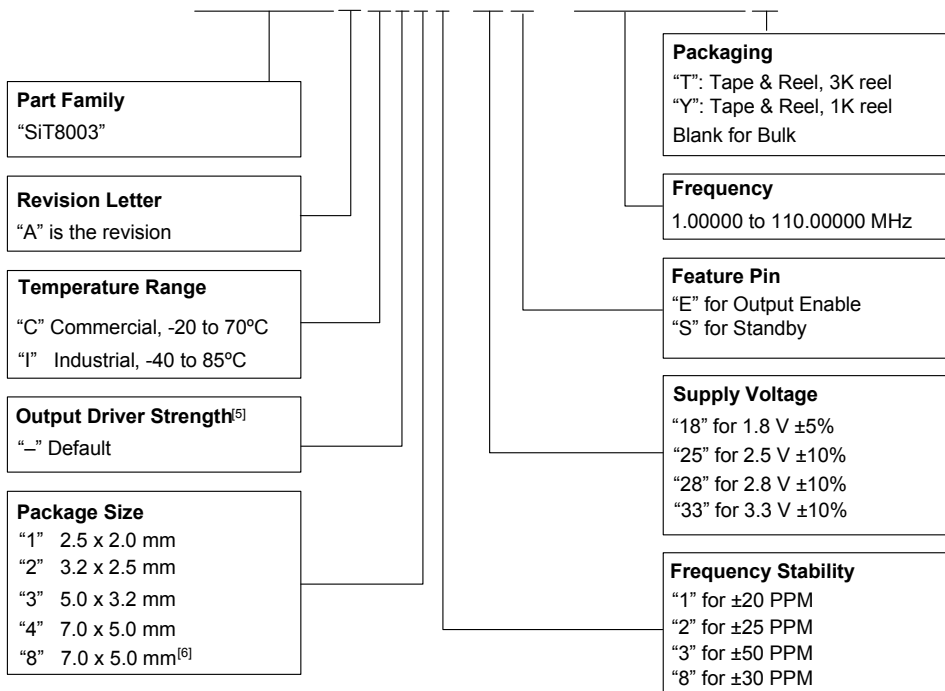 Part Family
“SiT8003”
Revision Letter
“A” is the revision
Temperature Range
“C” Commercial, -20 to 70ºC
“I” Industrial, -40 to 85ºC
Output Driver Strength[5]
“–” Default
Package Size
“1” 2.5 x 2.0 mm
“2” 3.2 x 2.5 mm
“3” 5.0 x 3.2 mm
“4” 7.0 x 5.0 mm
“8” 7.0 x 5.0 mm[6]
Packaging
“T”: Tape & Reel, 3K reel
“Y”: Tape & Reel, 1K reel
Blank for Bulk
Frequency
1.00000 to 110.00000 MHz
Feature Pin
“E” for Output Enable
“S” for Standby
Supply Voltage
“18” for 1.8 V ±5%
“25” for 2.5 V ±10%
“28” for 2.8 V ±10%
“33” for 3.3 V ±10%
Frequency Stability
“1” for ±20 PPM
“2” for ±25 PPM
“3” for ±50 PPM
“8” for ±30 PPM